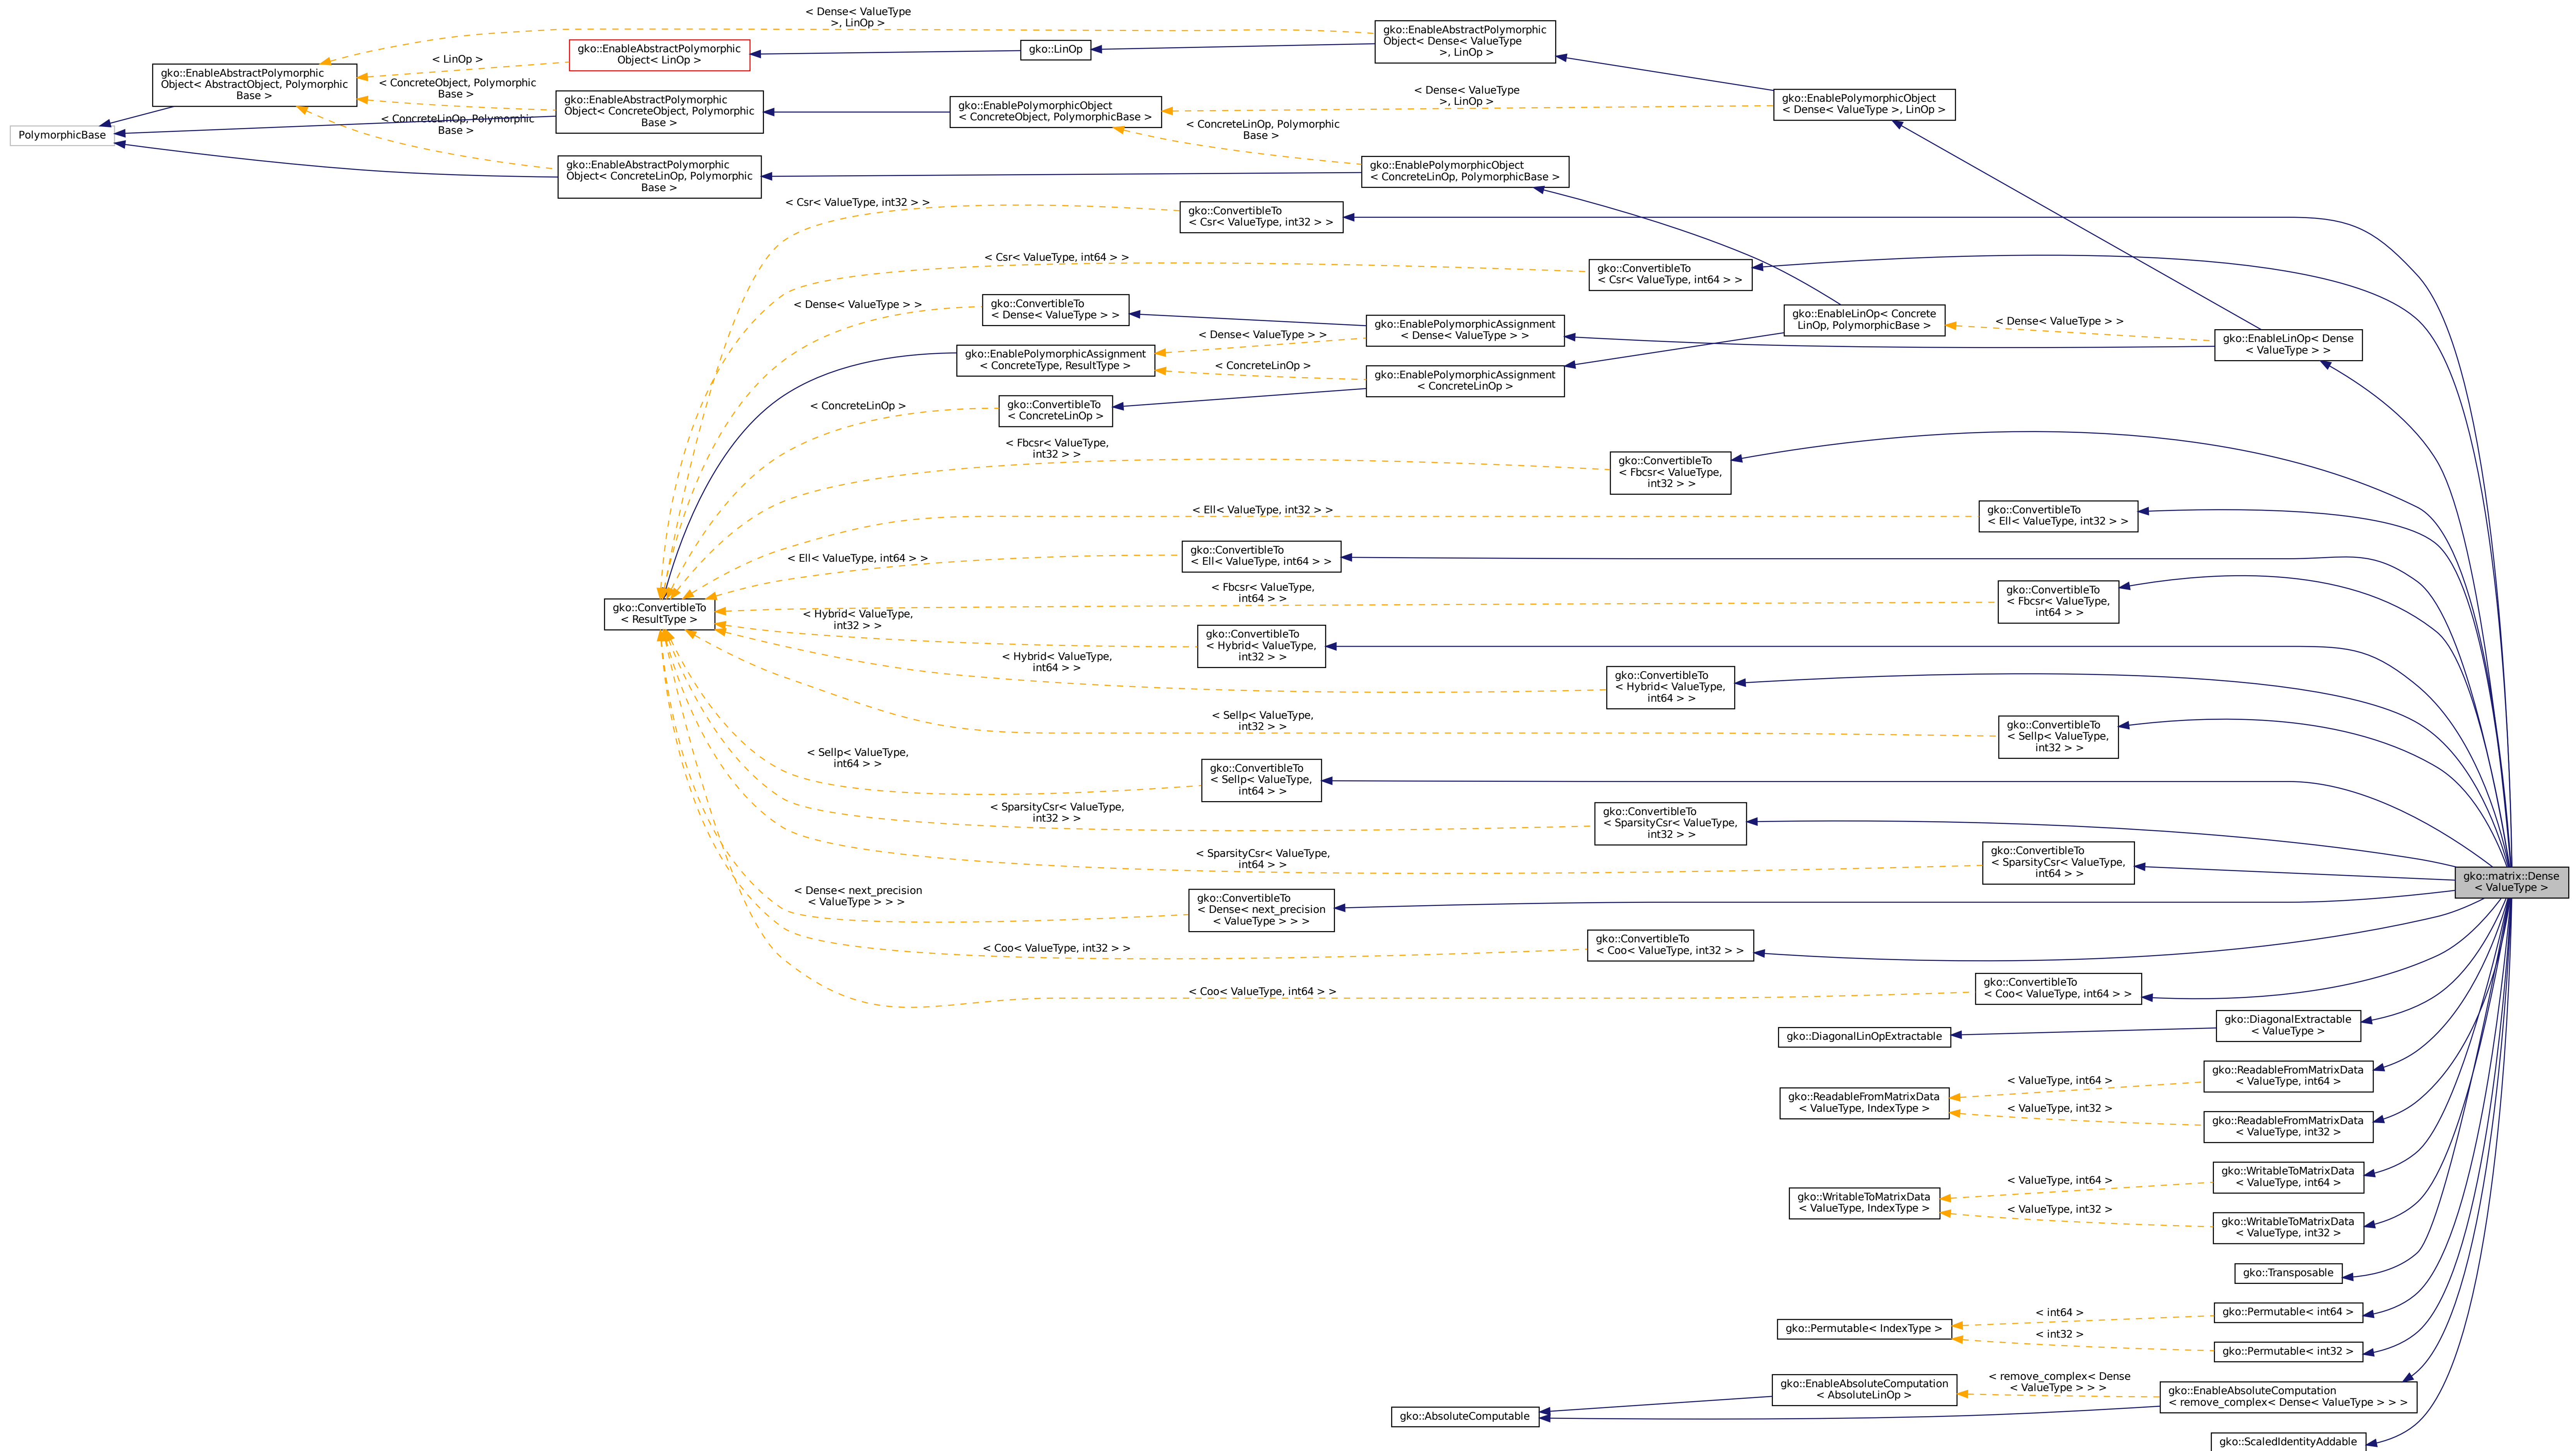 PolymorphicBase
gko::EnableAbstractPolymorphic
Object< AbstractObject, Polymorphic
Base >
< Dense< ValueType
>, LinOp >
< LinOp >
< ConcreteObject, Polymorphic
Base >
< ConcreteLinOp, Polymorphic
Base >
gko::EnableAbstractPolymorphic
Object< LinOp >
gko::EnableAbstractPolymorphic
Object< ConcreteObject, Polymorphic
Base >
gko::EnableAbstractPolymorphic
Object< ConcreteLinOp, Polymorphic
Base >
gko::LinOp
gko::EnablePolymorphicObject
< ConcreteObject, PolymorphicBase >
gko::EnableAbstractPolymorphic
Object< Dense< ValueType
>, LinOp >
< Dense< ValueType
>, LinOp >
< ConcreteLinOp, Polymorphic
Base >
gko::EnablePolymorphicObject
< ConcreteLinOp, PolymorphicBase >
gko::EnablePolymorphicObject
< Dense< ValueType >, LinOp >
< Csr< ValueType, int32 > >
gko::ConvertibleTo
< Csr< ValueType, int32 > >
< Csr< ValueType, int64 > >
gko::ConvertibleTo
< Csr< ValueType, int64 > >
< Dense< ValueType > >
gko::ConvertibleTo
< Dense< ValueType > >
gko::EnablePolymorphicAssignment
< Dense< ValueType > >
gko::EnableLinOp< Concrete
LinOp, PolymorphicBase >
< Dense< ValueType > >
gko::EnableLinOp< Dense
< ValueType > >
gko::EnablePolymorphicAssignment
< ConcreteType, ResultType >
< Dense< ValueType > >
< ConcreteLinOp >
gko::EnablePolymorphicAssignment
< ConcreteLinOp >
< ConcreteLinOp >
gko::ConvertibleTo
< ConcreteLinOp >
< Fbcsr< ValueType,
int32 > >
gko::ConvertibleTo
< Fbcsr< ValueType,
int32 > >
< Ell< ValueType, int32 > >
gko::ConvertibleTo
< Ell< ValueType, int32 > >
< Ell< ValueType, int64 > >
gko::ConvertibleTo
< Ell< ValueType, int64 > >
gko::ConvertibleTo
< ResultType >
< Fbcsr< ValueType,
int64 > >
gko::ConvertibleTo
< Fbcsr< ValueType,
int64 > >
< Hybrid< ValueType,
int32 > >
gko::ConvertibleTo
< Hybrid< ValueType,
int32 > >
< Hybrid< ValueType,
int64 > >
gko::ConvertibleTo
< Hybrid< ValueType,
int64 > >
< Sellp< ValueType,
int32 > >
gko::ConvertibleTo
< Sellp< ValueType,
int32 > >
< Sellp< ValueType,
int64 > >
gko::ConvertibleTo
< Sellp< ValueType,
int64 > >
< SparsityCsr< ValueType,
int32 > >
gko::ConvertibleTo
< SparsityCsr< ValueType,
int32 > >
< SparsityCsr< ValueType,
int64 > >
gko::ConvertibleTo
< SparsityCsr< ValueType,
int64 > >
gko::matrix::Dense
< ValueType >
< Dense< next_precision
< ValueType > > >
gko::ConvertibleTo
< Dense< next_precision
< ValueType > > >
< Coo< ValueType, int32 > >
gko::ConvertibleTo
< Coo< ValueType, int32 > >
< Coo< ValueType, int64 > >
gko::ConvertibleTo
< Coo< ValueType, int64 > >
gko::DiagonalLinOpExtractable
gko::DiagonalExtractable
< ValueType >
gko::ReadableFromMatrixData
< ValueType, IndexType >
< ValueType, int64 >
< ValueType, int32 >
gko::ReadableFromMatrixData
< ValueType, int64 >
gko::ReadableFromMatrixData
< ValueType, int32 >
gko::WritableToMatrixData
< ValueType, IndexType >
< ValueType, int64 >
< ValueType, int32 >
gko::WritableToMatrixData
< ValueType, int64 >
gko::WritableToMatrixData
< ValueType, int32 >
gko::Transposable
gko::Permutable< IndexType >
< int64 >
< int32 >
gko::Permutable< int64 >
gko::Permutable< int32 >
gko::AbsoluteComputable
gko::EnableAbsoluteComputation
< AbsoluteLinOp >
< remove_complex< Dense
< ValueType > > >
gko::EnableAbsoluteComputation
< remove_complex< Dense< ValueType > > >
gko::ScaledIdentityAddable